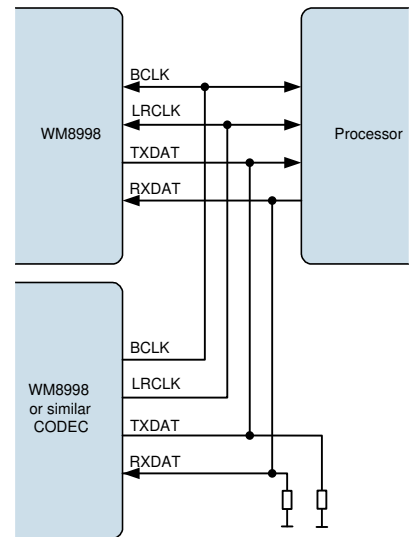 BCLK
LRCLK
WM8998
Processor
TXDAT
RXDAT
BCLK
WM8998
or similar
CODEC
LRCLK
TXDAT
RXDAT